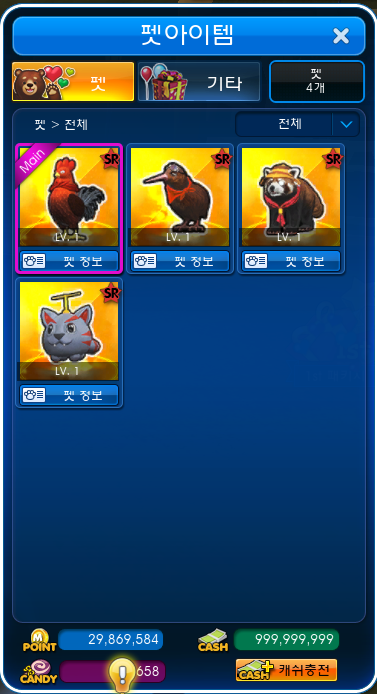 펫아이템
펫
기타
펫
4개
펫 > 전체
전체
Main
SR
LV. 1
펫 정보
SR
LV. 1
펫 정보
SR
LV. 1
펫 정보
SR
LV. 1
펫 정보
M
POINT
29,869,584
CASH
999,999,999
CANDY
658
CASH
캐쉬충전